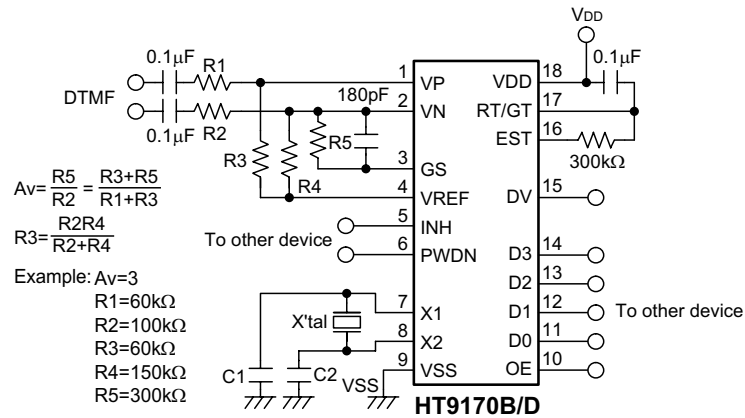 VDD
0.1μF R1
1 VP
VDD 18
0.1μF
DTMF
180pF
2 VN
RT/GT 17
0.1μF R2
EST 16
R5
R3
300kΩ
3 GS
R4
Av=R5/R2 = R3+R5/R1+R3
4 VREF
DV 15
5 INH
R3=R2R4/R2+R4
To other device
6 PWDN
D3 14
D2 13
Example: Av=3
R1=60kΩ
R2=100kΩ
R3=60kΩ
R4=150kΩ
R5=300kΩ
7 X1
D1 12
To other device
X'tal
8 X2
D0 11
9 VSS
OE 10
C1 C2 VSS
HT9170B/D